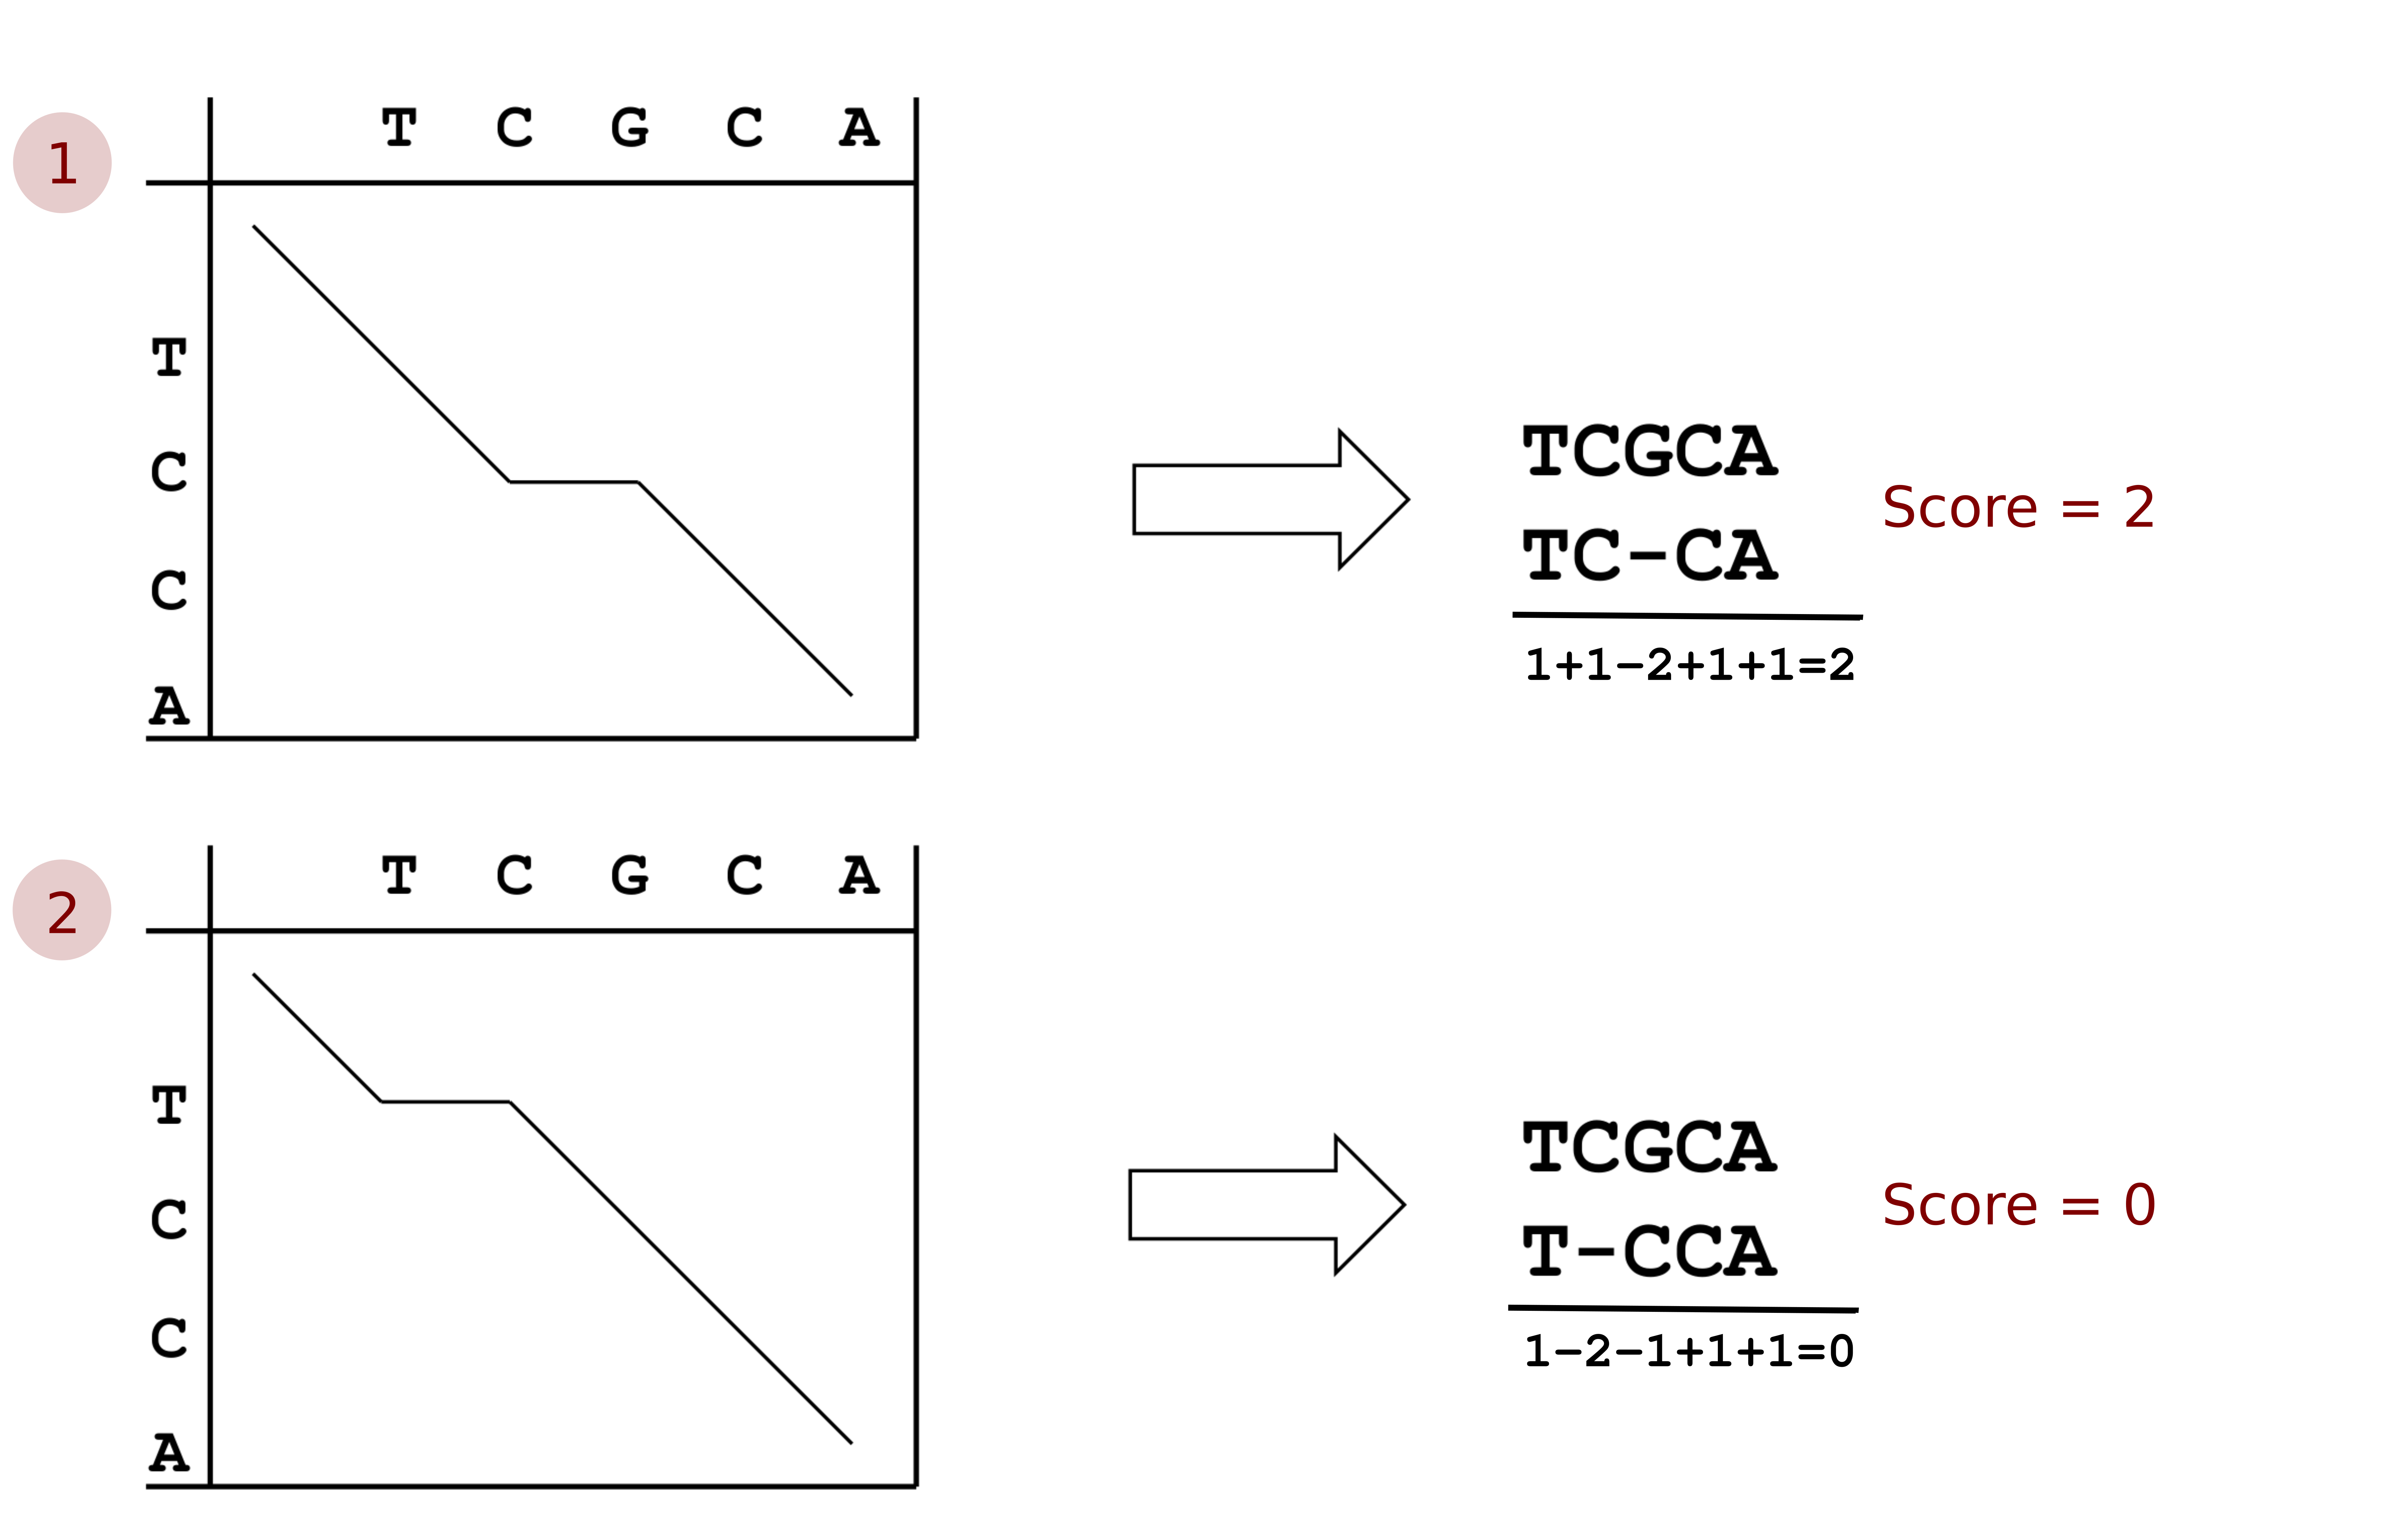 1
T C G C A
T
C
C
A
TCGCA
TC-CA
1+1-2+1+1=2
Score = 2
2
T C G C A
T
C
C
A
TCGCA
T-CCA
1-2-1+1+1=0
Score = 0